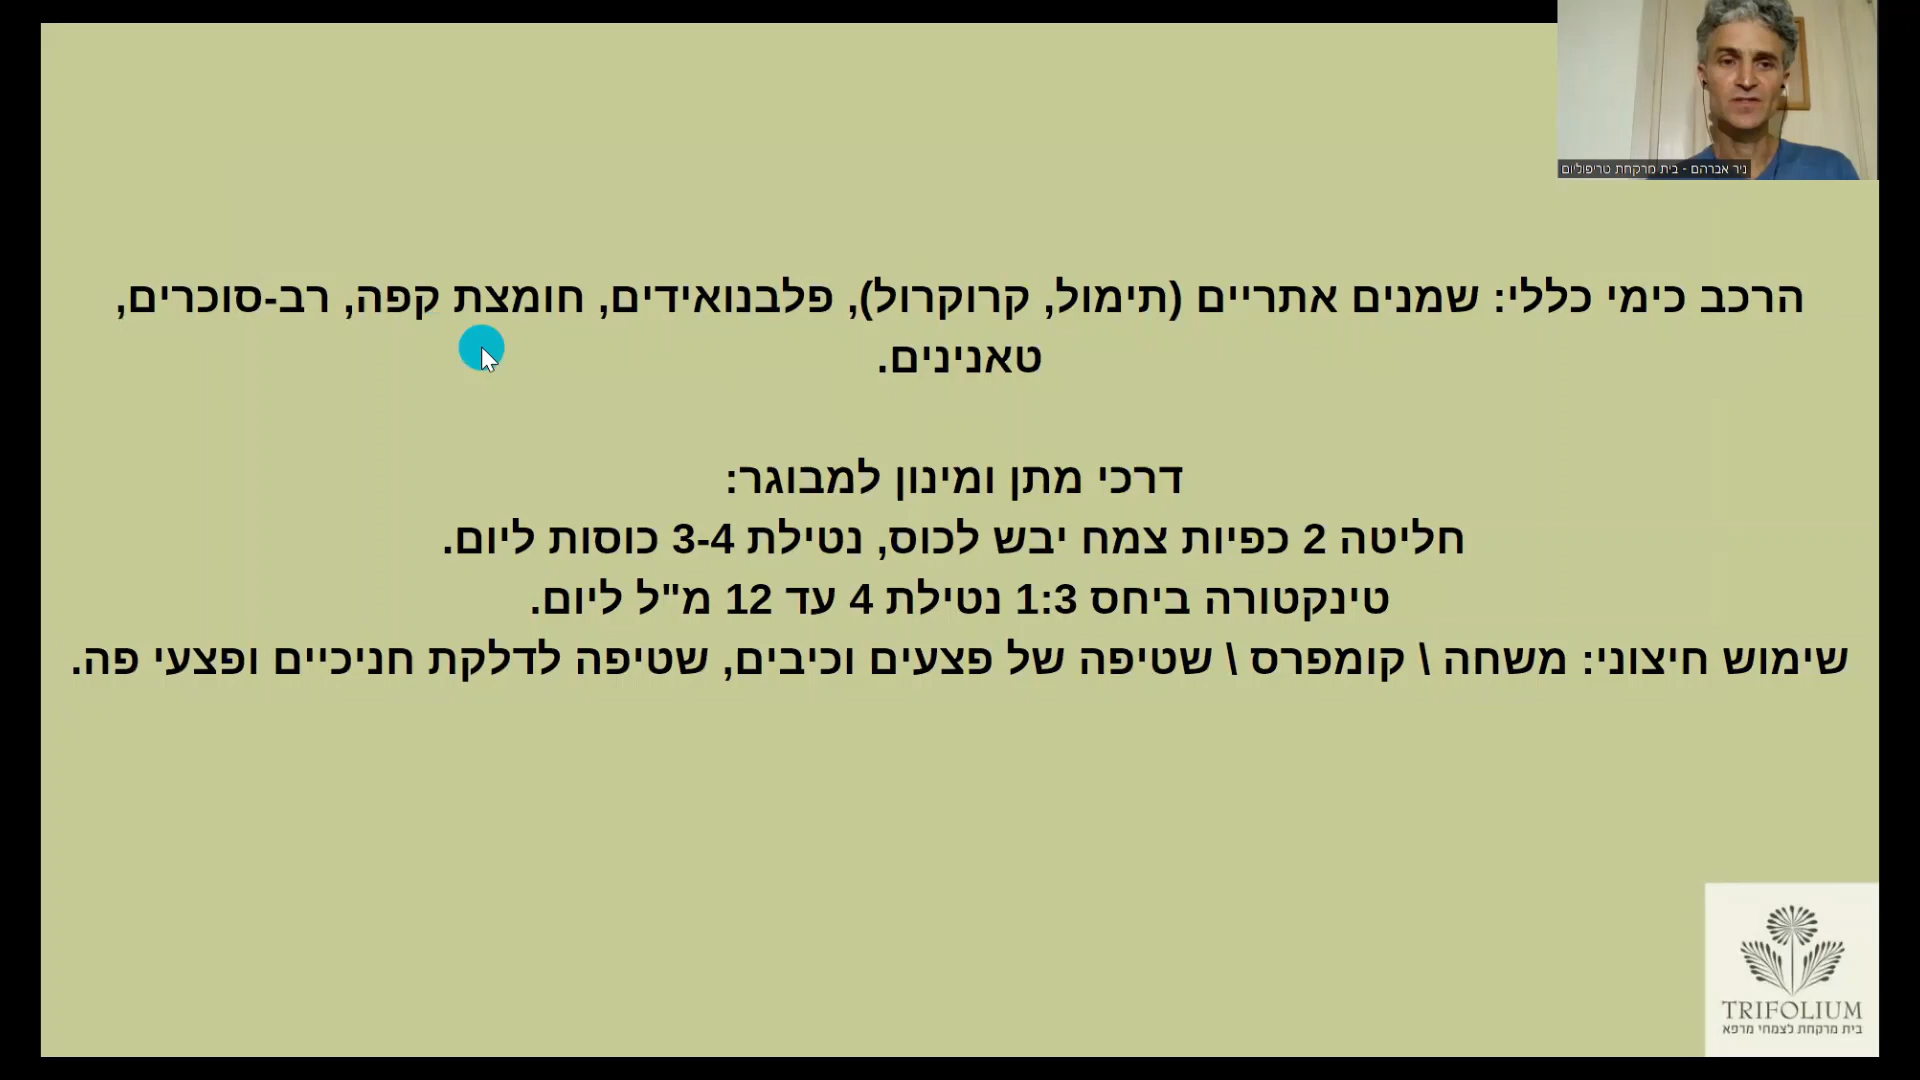 ניר אברהם - בית מרקחת טריפוליום
הרכב כימי כללי: שמנים אתריים (תימול, קרוקרול), פלבנואידים, חומצת קפה, רב-סוכרים,
טאנינים.
דרכי מתן ומינון למבוגר:
חליטה 2 כפיות צמח יבש לכוס, נטילת 3-4 כוסות ליום.
טינקטורה ביחס 1:3 נטילת 4 עד 12 מ"ל ליום.
שימוש חיצוני: משחה \ קומפרס \ שטיפה של פצעים וכיבים, שטיפה לדלקת חניכיים ופצעי פה.
TRIFOLIUM
בית מרקחת לצמחי מרפא